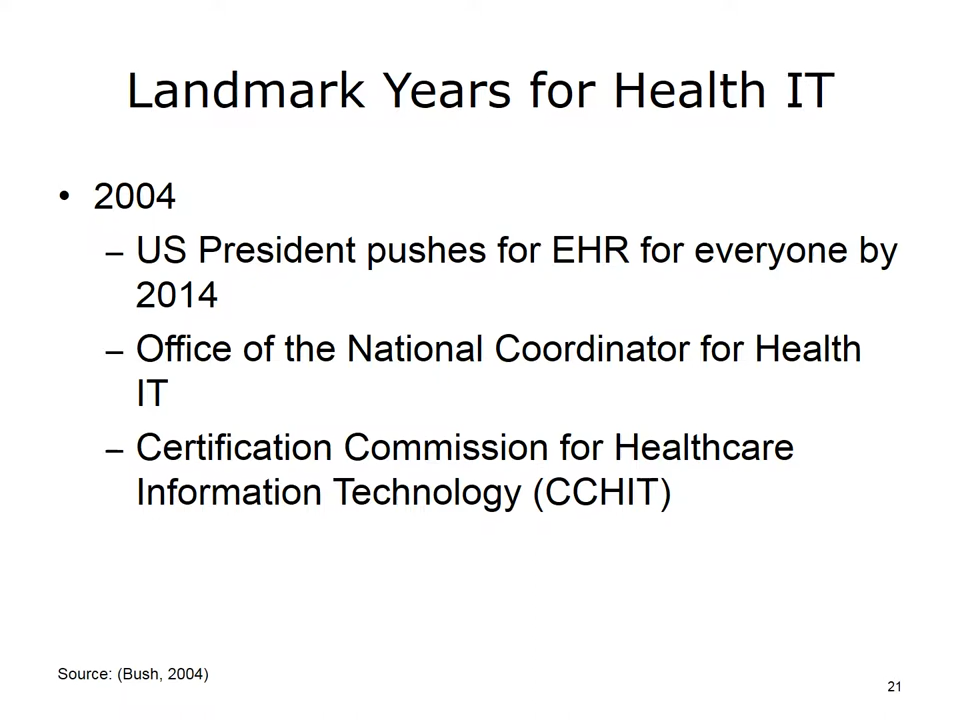 Landmark Years for Health IT
• 2004
– US President pushes for EHR for everyone by
2014
– Office of the National Coordinator for Health
IT
– Certification Commission for Healthcare
Information Technology (CCHIT)
Source: (Bush, 2004)
21